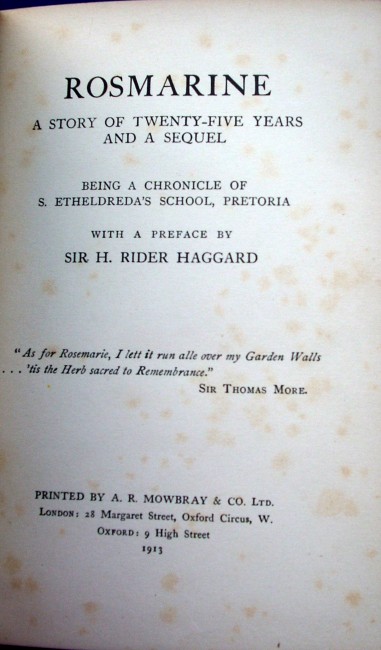 ROSMARINE
A STORY OF TWENTY-FIVE YEARS
AND A SEQUEL
BEING A CHRONICLE OF
S. ETHELDREDA'S SCHOOL, PRETORIA
WITH A PREFACE BY
SIR H. RIDER HAGGARD
"As for Rosemarie, I lett it run alle over my Garden Walls
. . . 'tis the Herb sacred to Remembrance."
SIR THOMAS MORE.
PRINTED BY A. R. MOWBRAY & CO. LTD.
LONDON: 28 Margaret Street, Oxford Circus, W.
OXFORD: 9 High Street
1913